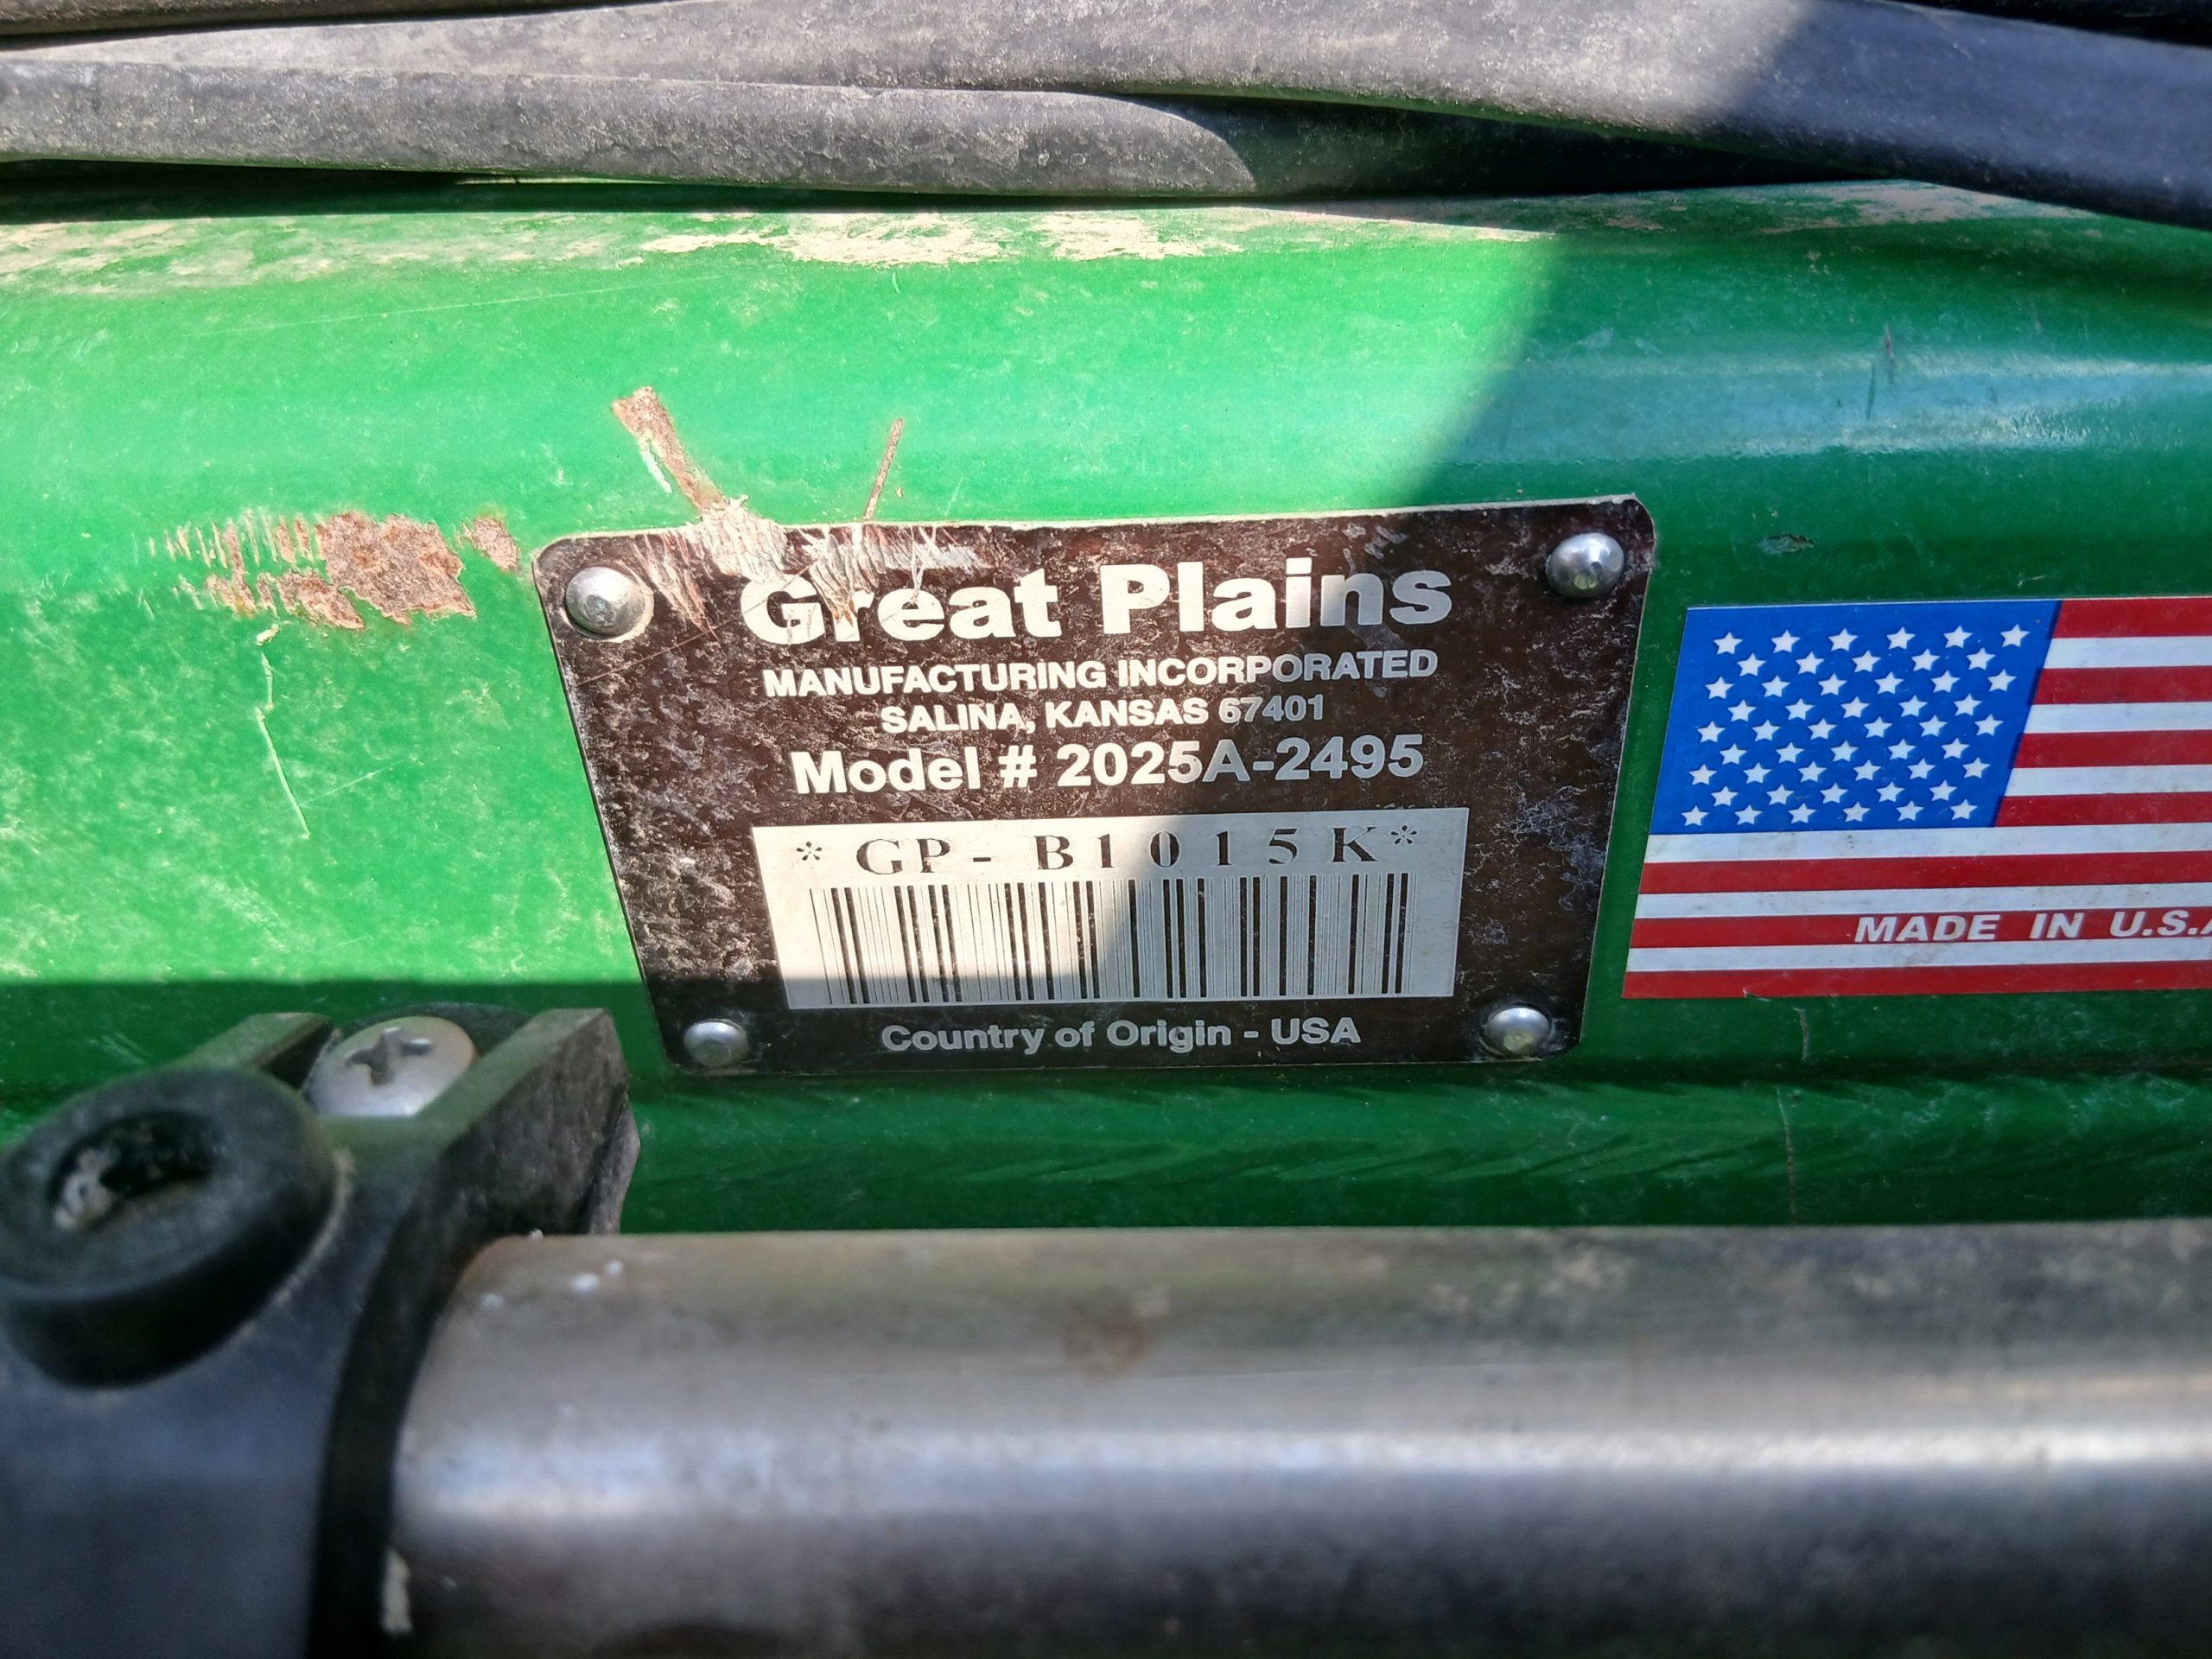 Great Plains
MANUFACTURING INCORPORATED
SALINA, KANSAS 67401
Model # 2025A-2495
*GP- B1015K*
Country of Origin - USA
MADE IN U.S.A